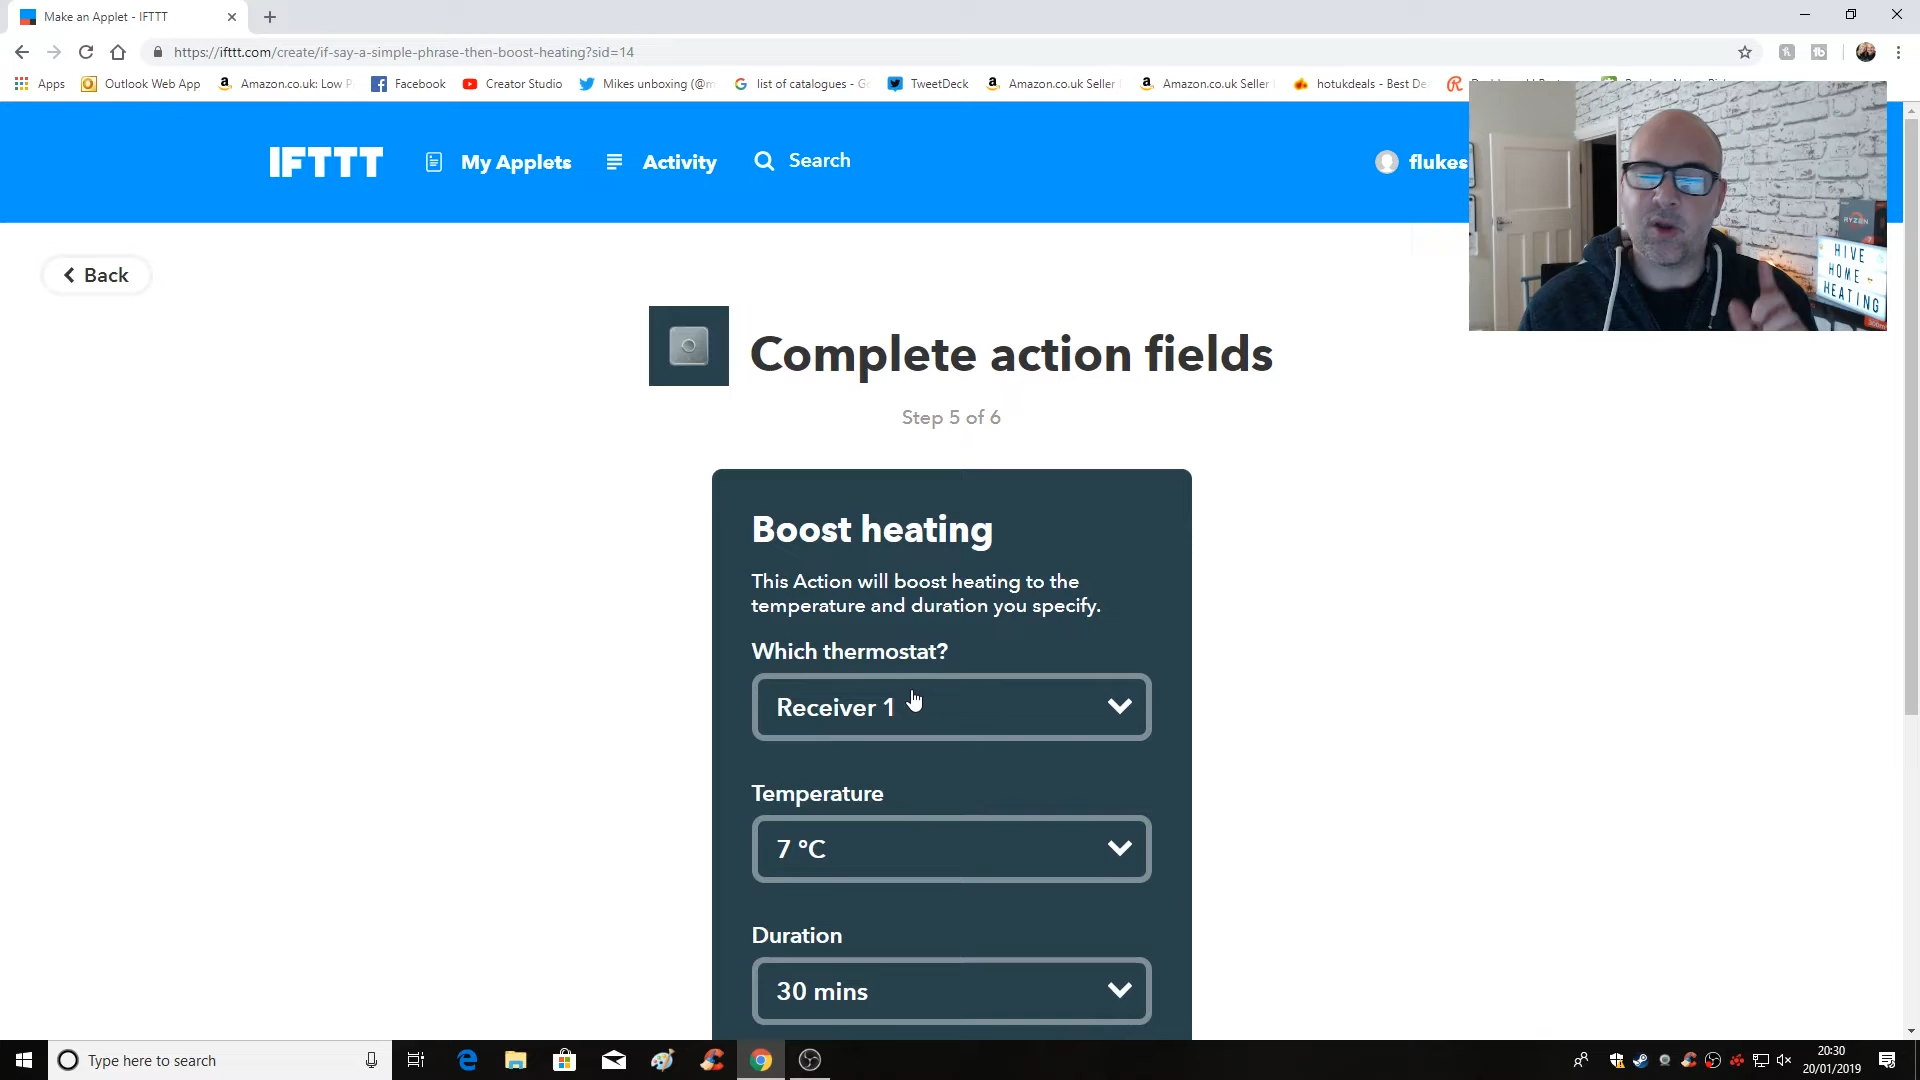 Make an Applet - IFTTT
https://ifttt.com/create/if-say-a-simple-phrase-then-boost-heating?sid=14
Apps
Outlook Web App
Amazon.co.uk: Low P
Facebook
Creator Studio
Mikes unboxing (@m
list of catalogues - G
TweetDeck
Amazon.co.uk Seller
Amazon.co.uk Seller
hotukdeals - Best De
IFTTT
My Applets
Activity
Search
flukes
RYZEN
HIVE
HOME
HEATING
Back
Complete action fields
Step 5 of 6
Boost heating
This Action will boost heating to the
temperature and duration you specify.
Which thermostat?
Receiver 1
Temperature
7 °C
Duration
30 mins
Type here to search
20:30
20/01/2019